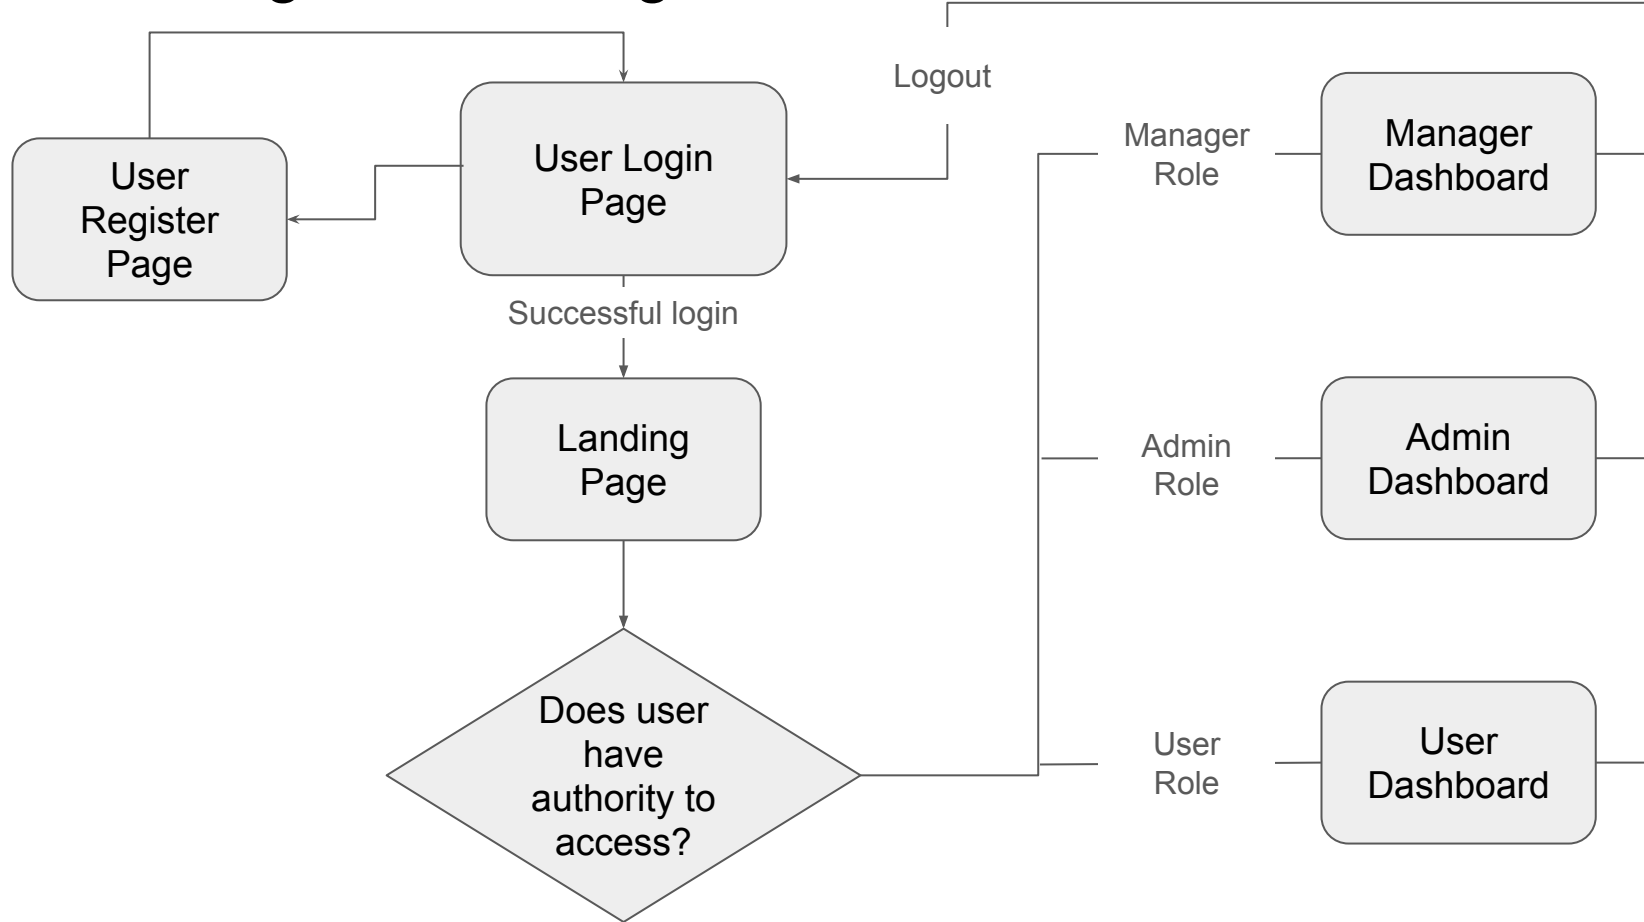 Logout
User Login
Page
User
Register
Page
Manager
Role
Manager
Dashboard
Successful login
Landing
Page
Admin
Role
Admin
Dashboard
Does user
have
authority to
access?
User
Role
User
Dashboard